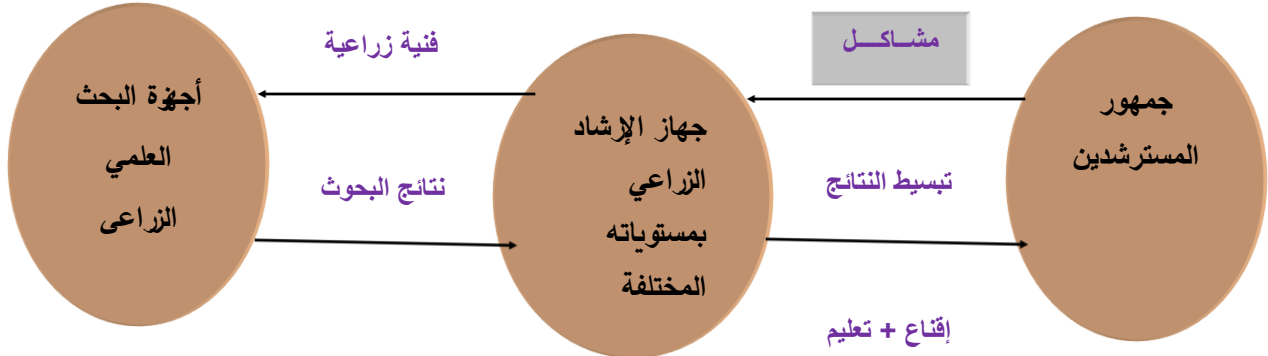 مشــاكــــل
فنية زراعية
جمهور
المسترشدين
جهاز الإرشاد
الزراعي
بمستوياته
المختلفة
أجهزة البحث
العلمي
الزراعى
تبسيط النتائج
نتائج البحوث
إقناع + تعليم